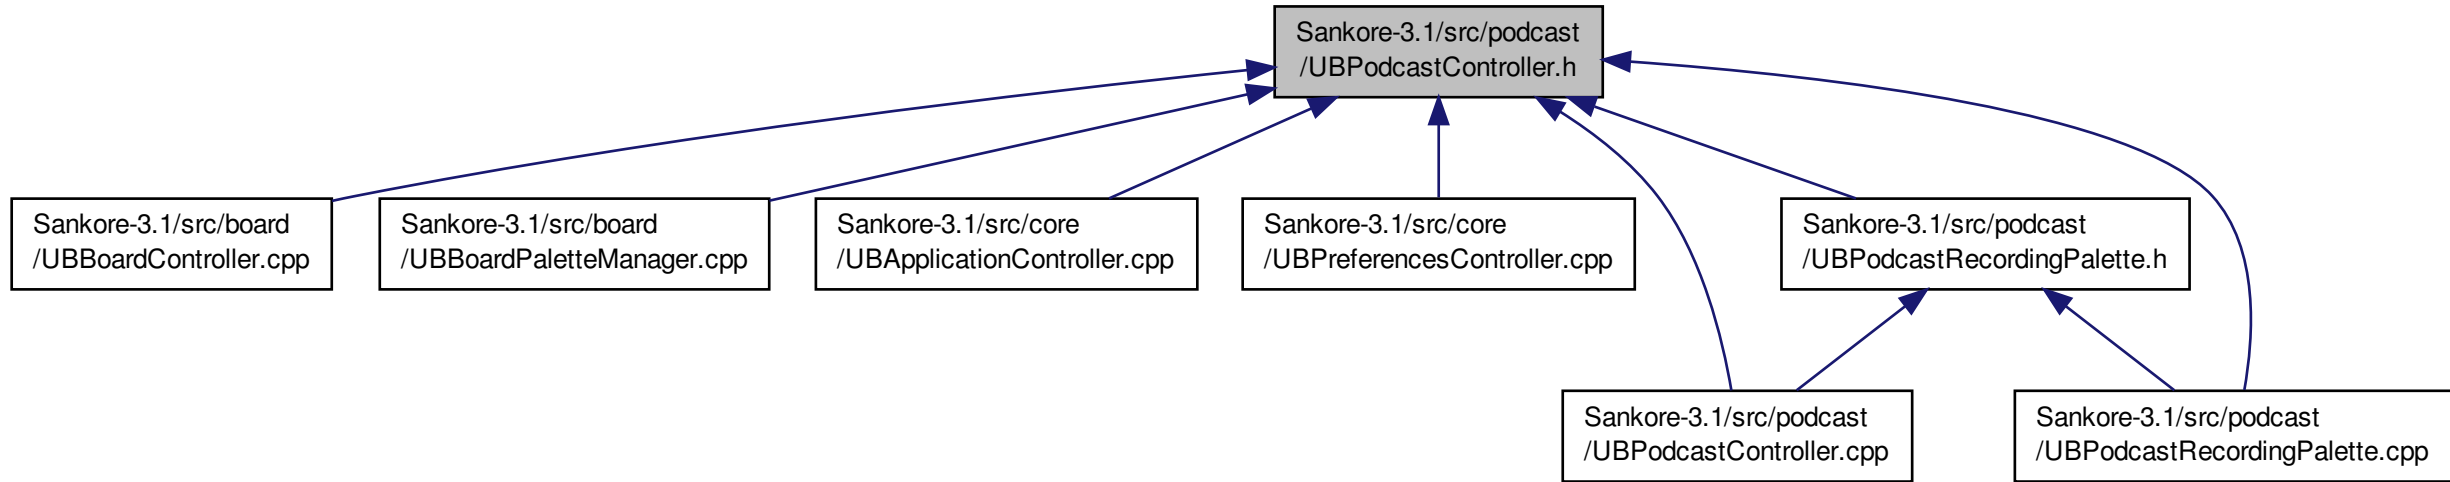 Sankore-3.1/src/podcast
/UBPodcastController.h
Sankore-3.1/src/board
/UBBoardController.cpp
Sankore-3.1/src/board
/UBBoardPaletteManager.cpp
Sankore-3.1/src/core
/UBApplicationController.cpp
Sankore-3.1/src/core
/UBPreferencesController.cpp
Sankore-3.1/src/podcast
/UBPodcastRecordingPalette.h
Sankore-3.1/src/podcast
/UBPodcastController.cpp
Sankore-3.1/src/podcast
/UBPodcastRecordingPalette.cpp